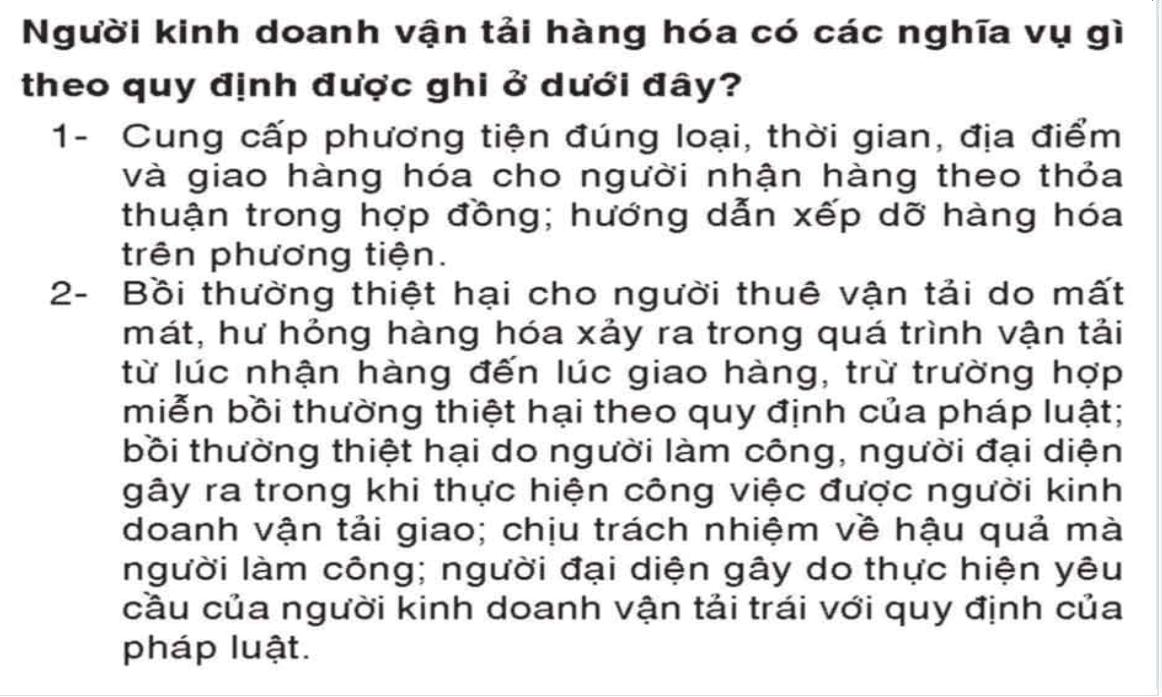 Người kinh doanh vận tải hàng hóa có các nghĩa vụ gì
theo quy định được ghi ở dưới đây?
1- Cung cấp phương tiện đúng loại, thời gian, địa điểm
và giao hàng hóa cho người nhận hàng theo thỏa
thuận trong hợp đồng; hướng dẫn xếp dỡ hàng hóa
trên phương tiện.
2- Bồi thường thiệt hại cho người thuê vận tải do mất
mát, hư hỏng hàng hóa xảy ra trong quá trình vận tải
từ lúc nhận hàng đến lúc giao hàng, trừ trường hợp
miễn bồi thường thiệt hại theo quy định của pháp luật;
bồi thường thiệt hại do người làm công, người đại diện
gây ra trong khi thực hiện công việc được người kinh
doanh vận tải giao; chịu trách nhiệm về hậu quả mà
người làm công; người đại diện gây do thực hiện yêu
cầu của người kinh doanh vận tải trái với quy định của
pháp luật.